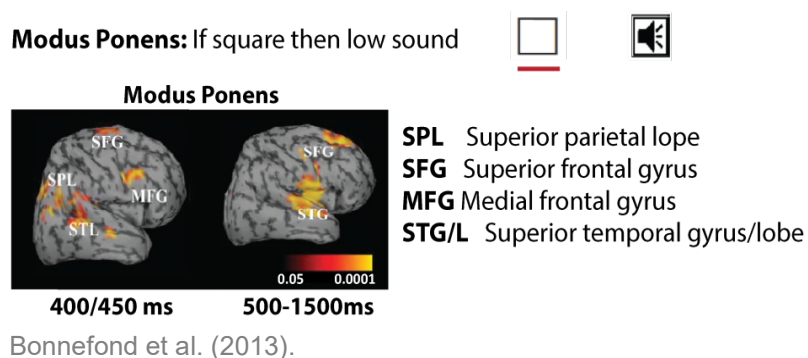 Modus Ponens: If square then low sound
Modus Ponens
SFG
SPL
MFG
STL
SFG
STG
0.05 0.0001
400/450 ms 500-1500ms
SPL Superior parietal lope
SFG Superior frontal gyrus
MFG Medial frontal gyrus
STG/L Superior temporal gyrus/lobe
Bonnefond et al. (2013).